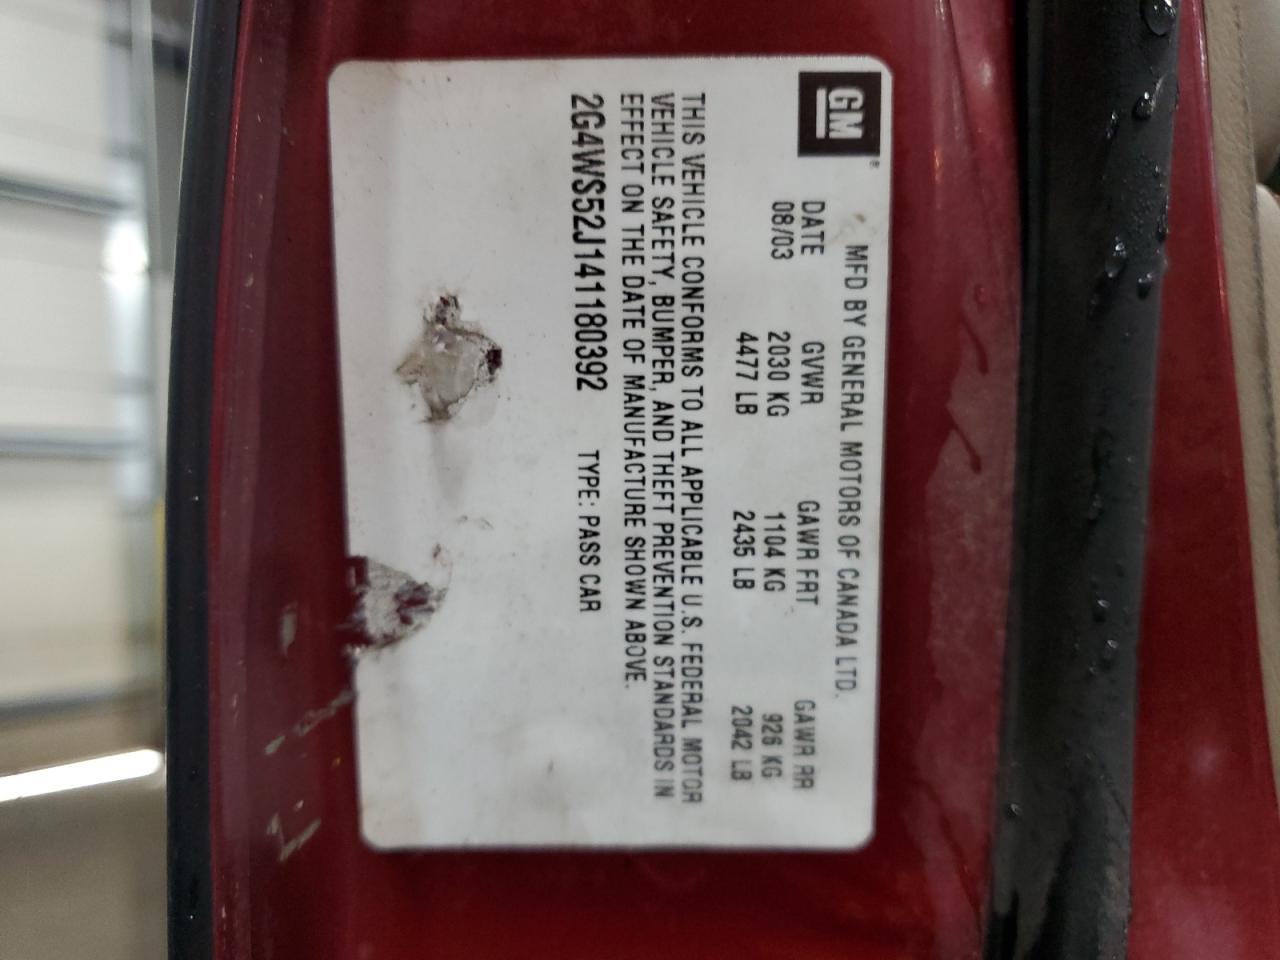 GM®
MFD BY GENERAL MOTORS OF CANADA LTD.
DATE GVWR GAWR FRT GAWR RR
08/03 2030 KG 1104 KG 926 KG
4477 LB 2435 LB 2042 LB
THIS VEHICLE CONFORMS TO ALL APPLICABLE U.S. FEDERAL MOTOR
VEHICLE SAFETY, BUMPER, AND THEFT PREVENTION STANDARDS IN
EFFECT ON THE DATE OF MANUFACTURE SHOWN ABOVE.
2G4WS52J141180392 TYPE: PASS CAR